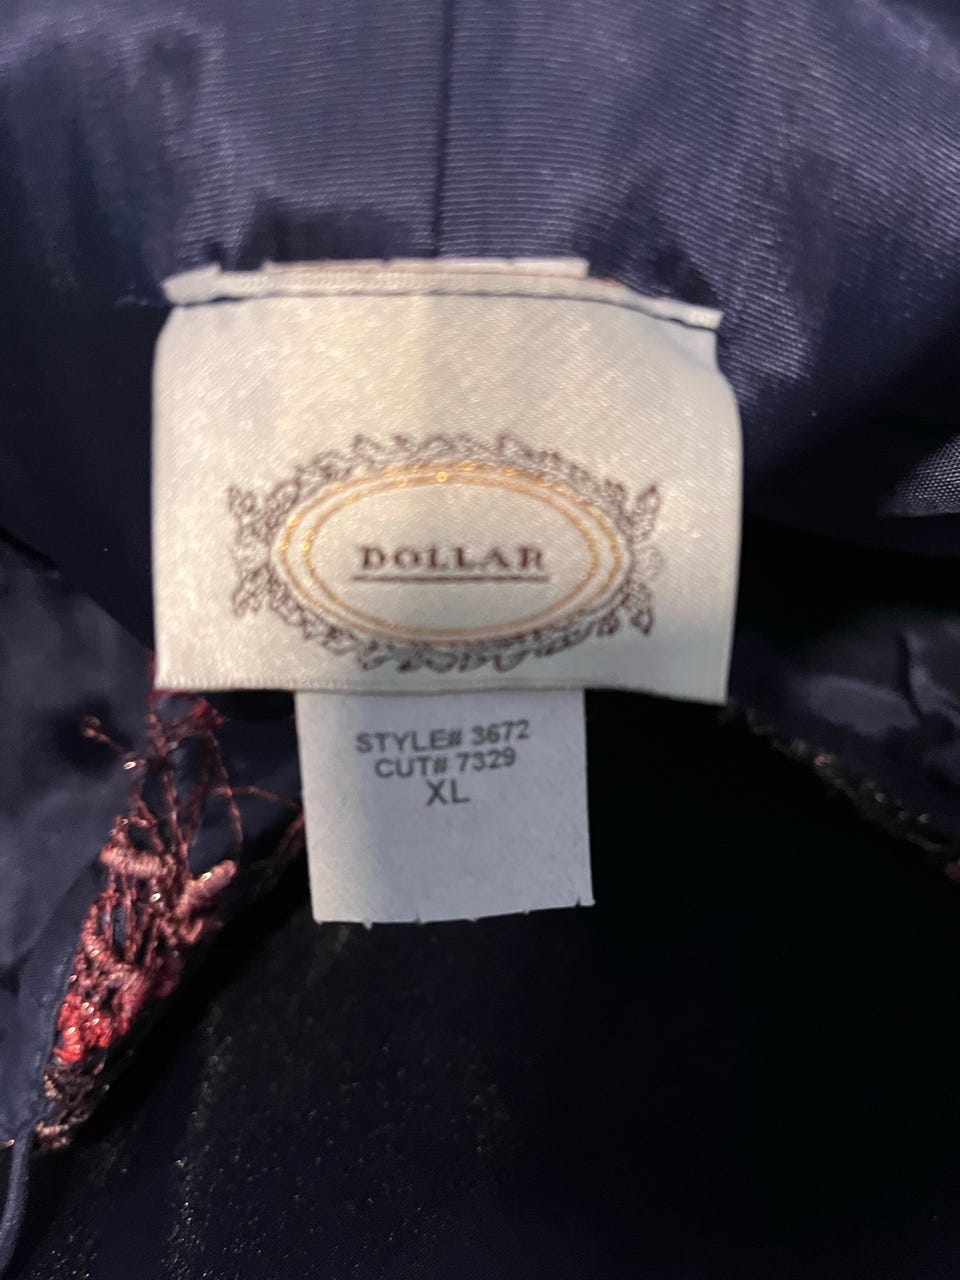 DOLLAR
STYLE# 3672
CUT# 7329
XL